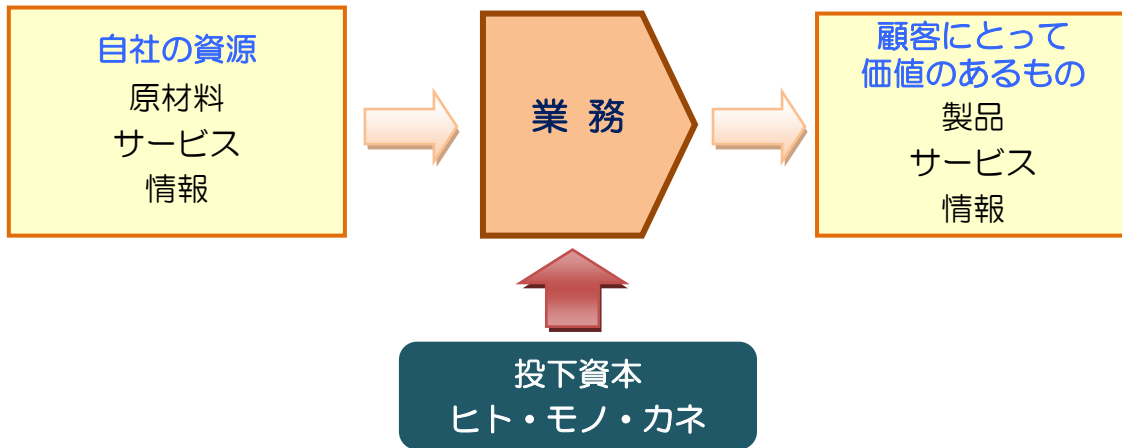 自社の資源
原材料
サービス
情報
業 務
顧客にとって
価値のあるもの
製品
サービス
情報
投下資本
ヒト・モノ・カネ